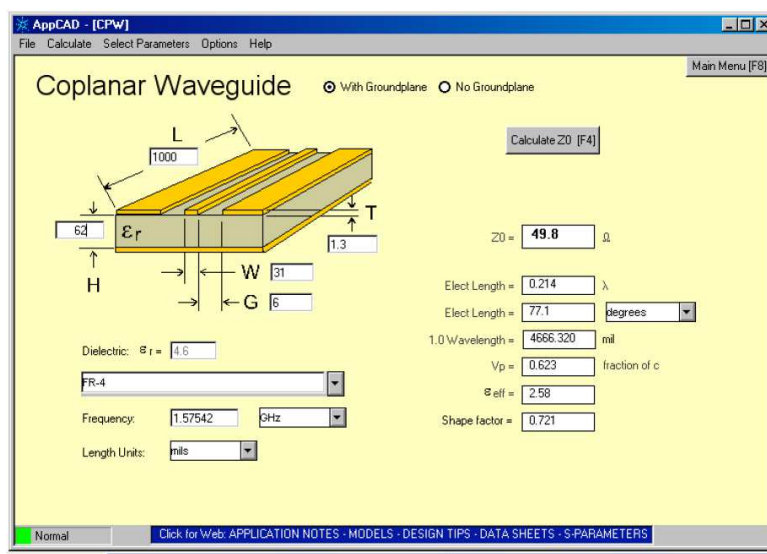 AppCAD - [CPW]
File Calculate Select Parameters Options Help
Main Menu [F8]
Coplanar Waveguide With Groundplane No Groundplane
Calculate Z0 [F4]
L
1000
T
62 εr
1.3
H
W 31
G 6
Z0 = 49.8 Ω
Elect Length = 0.214 λ
Elect Length = 77.1 degrees
1.0 Wavelength = 4666.320 mil
Vp = 0.623 fraction of c
εeff = 2.58
Shape factor = 0.721
Dielectric: εr = 4.6
FR-4
Frequency: 1.57542 GHz
Length Units: mils
Normal Click for Web: APPLICATION NOTES - MODELS - DESIGN TIPS - DATA SHEETS - S-PARAMETERS